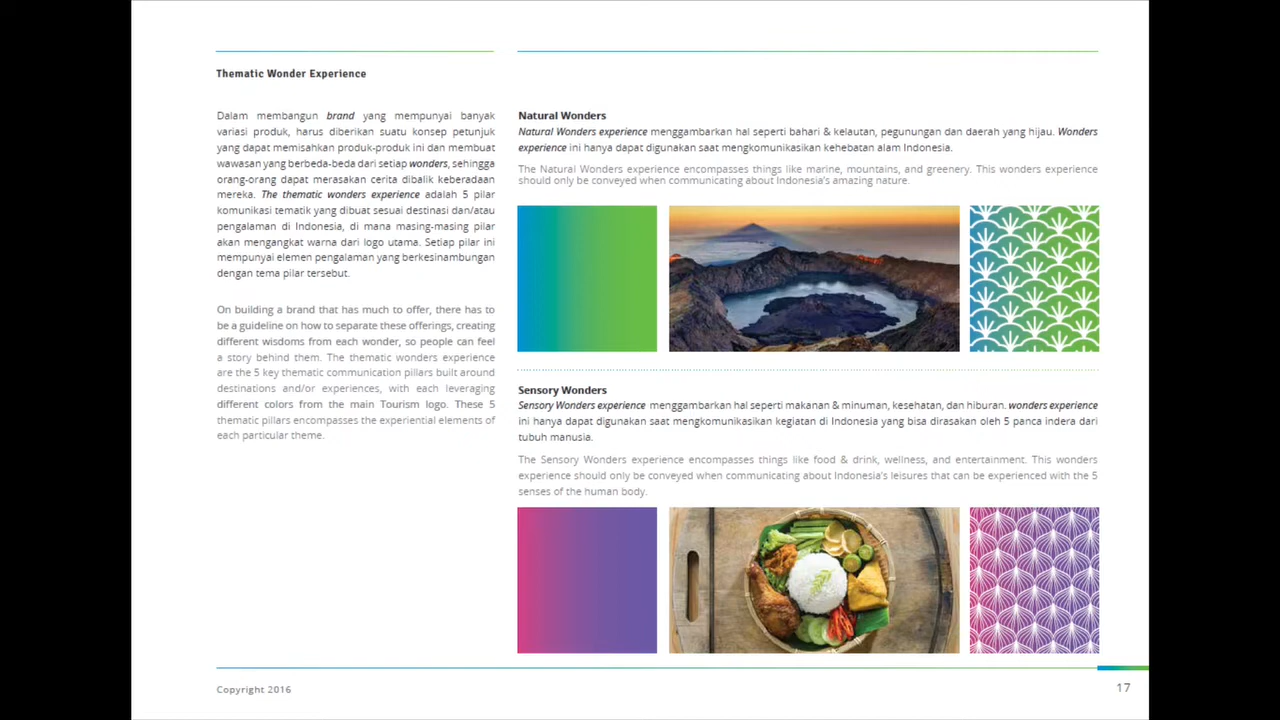 Thematic Wonder Experience
Dalam membangun brand yang mempunyai banyak
variasi produk, harus diberikan suatu konsep petunjuk
yang dapat memisahkan produk-produk ini dan membuat
wawasan yang berbeda-beda dari setiap wonders, sehingga
orang-orang dapat merasakan cerita dibalik keberadaan
mereka. The thematic wonders experience adalah 5 pilar
komunikasi tematik yang dibuat sesuai destinasi dan/atau
pengalaman di Indonesia, di mana masing-masing pilar
akan mengangkat warna dari logo utama. Setiap pilar ini
mempunyai elemen pengalaman yang berkesinambungan
dengan tema pilar tersebut.
On building a brand that has much to offer, there has to
be a guideline on how to separate these offerings, creating
different wisdoms from each wonder, so people can feel
a story behind them. The thematic wonders experience
are the 5 key thematic communication pillars built around
destinations and/or experiences, with each leveraging
different colors from the main Tourism logo. These 5
thematic pillars encompasses the experiential elements of
each particular theme.
Natural Wonders
Natural Wonders experience menggambarkan hal seperti bahari & kelautan, pegunungan dan daerah yang hijau. Wonders
experience ini hanya dapat digunakan saat mengkomunikasikan kehebatan alam Indonesia.
The Natural Wonders experience encompasses things like marine, mountains, and greenery. This wonders experience
should only be conveyed when communicating about Indonesia's amazing nature.
Sensory Wonders
Sensory Wonders experience menggambarkan hal seperti makanan & minuman, kesehatan, dan hiburan. wonders experience
ini hanya dapat digunakan saat mengkomunikasikan kegiatan di Indonesia yang bisa dirasakan oleh 5 panca indera dari
tubuh manusia.
The Sensory Wonders experience encompasses things like food & drink, wellness, and entertainment. This wonders
experience should only be conveyed when communicating about Indonesia's leisures that can be experienced with the 5
senses of the human body.
Copyright 2016
17